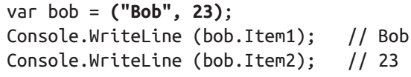 var bob = ("Bob", 23);
Console.WriteLine (bob.Item1);   // Bob
Console.WriteLine (bob.Item2);   // 23